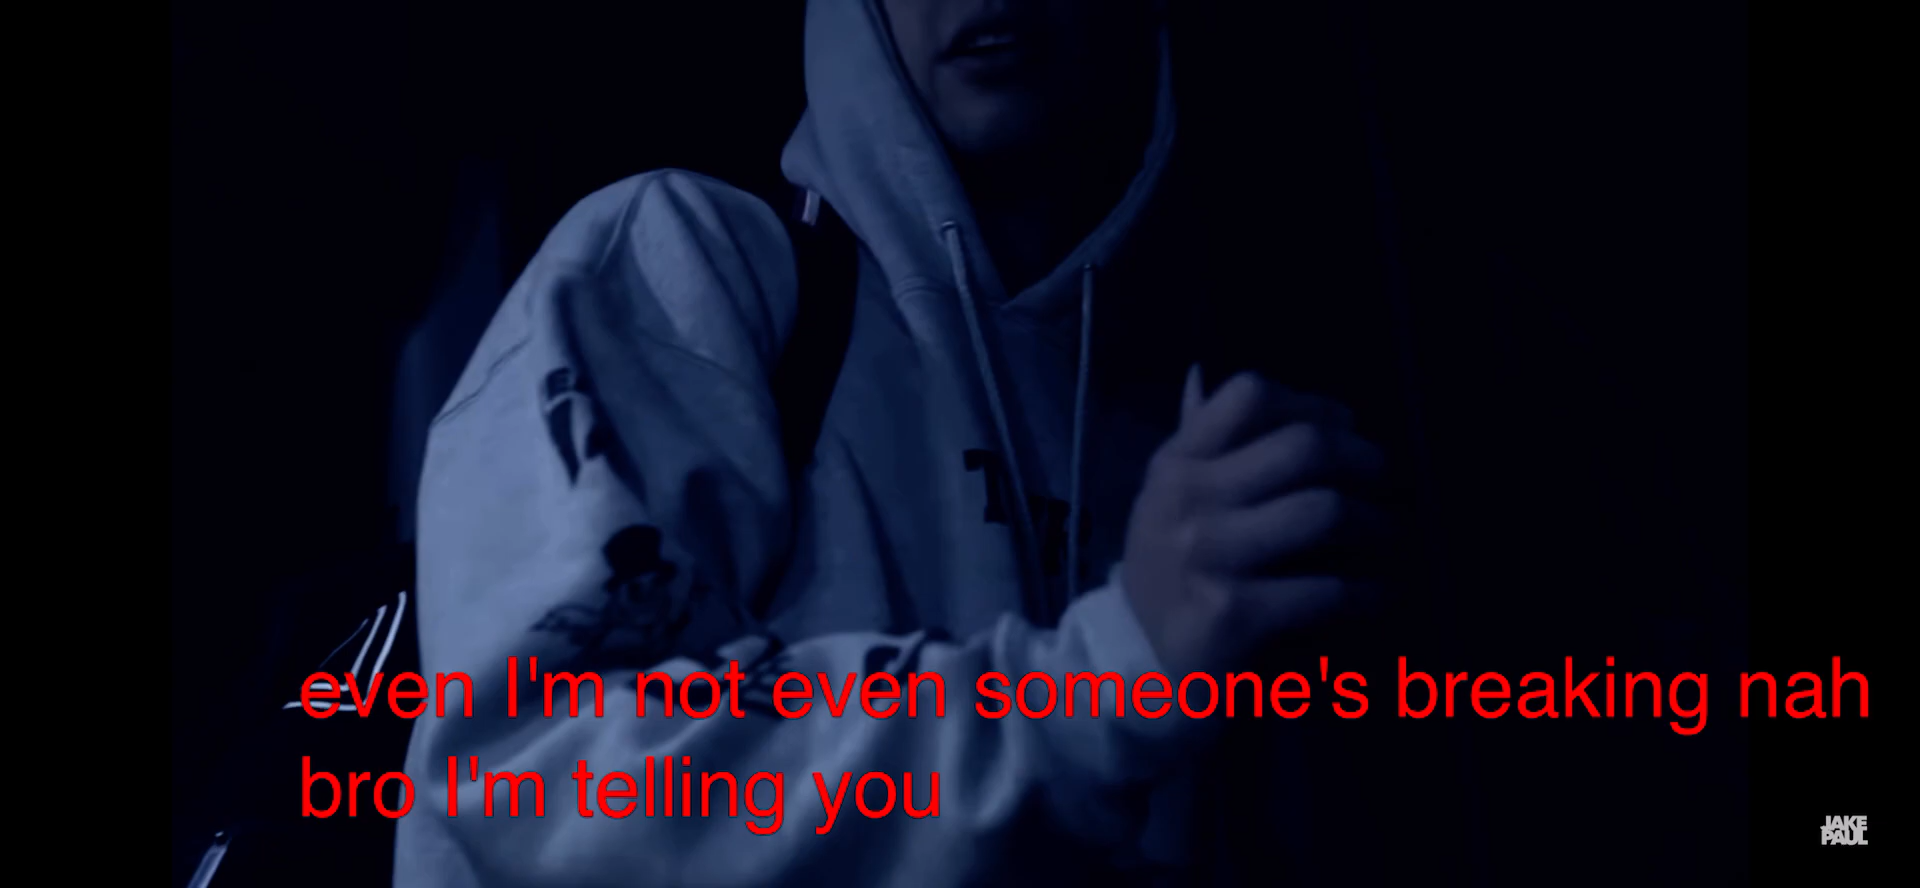 even I'm not even someone's breaking nah
bro I'm telling you
JAKE
PAUL